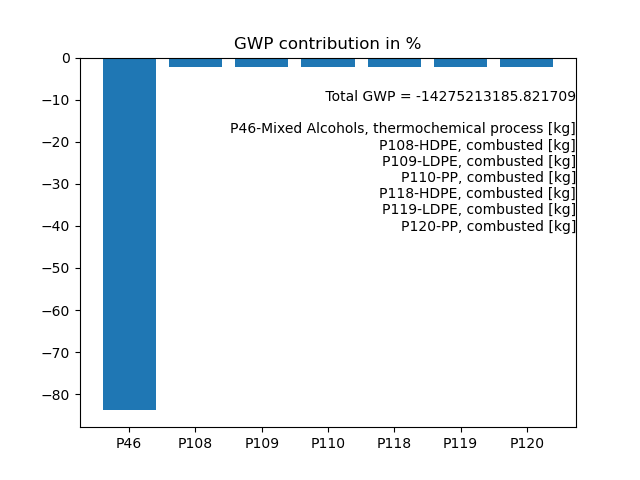 GWP contribution in %
0
−10
−20
−30
−40
−50
−60
−70
−80
Total GWP = -14275213185.821709
P46-Mixed Alcohols, thermochemical process [kg]
P108-HDPE, combusted [kg]
P109-LDPE, combusted [kg]
P110-PP, combusted [kg]
P118-HDPE, combusted [kg]
P119-LDPE, combusted [kg]
P120-PP, combusted [kg]
P46 P108 P109 P110 P118 P119 P120